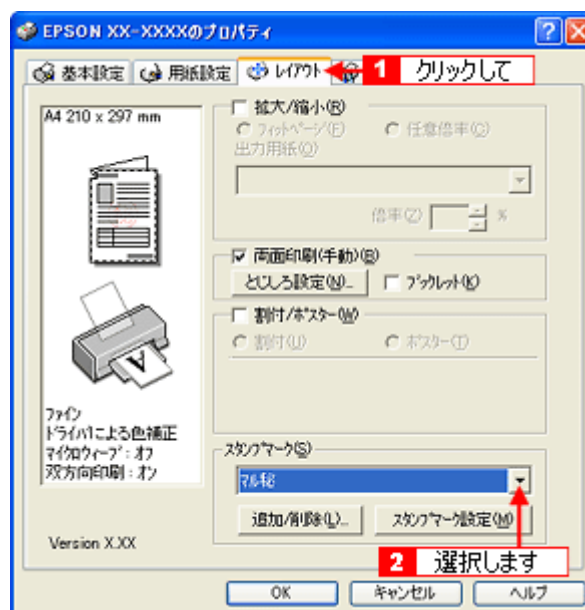 EPSON XX-XXXXのプロパティ
基本設定 用紙設定 レイアウト 1 クリックして
A4 210 x 297 mm
拡大/縮小(R)
フィットページ(F) 任意倍率(C)
出力用紙(O)
倍率(Z) %
両面印刷(手動)(B)
とじしろ設定(N)... ブックレット(K)
割付/ポスター(W)
割付(U) ポスター(T)
ファイン
ドライバによる色補正
マイクロウィーブ：オフ
双方向印刷：オン
スタンプマーク(S)
マル秘
追加/削除(L)... スタンプマーク設定(M)
Version X.XX
2 選択します
OK キャンセル ヘルプ